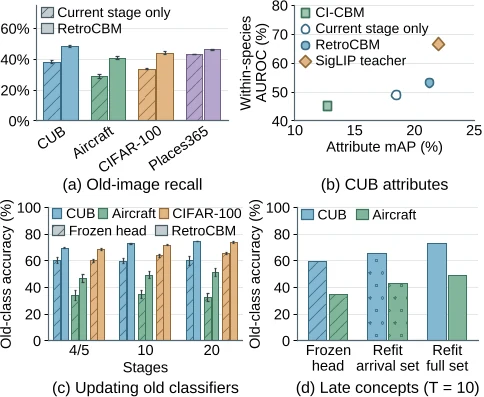 60%
40%
20%
0%
Current stage only
RetroCBM
CUB
Aircraft
CIFAR-100
Places365
(a) Old-image recall
Within-species
AUROC (%)
80
70
60
50
40
CI-CBM
Current stage only
RetroCBM
SigLIP teacher
10
15
20
25
Attribute mAP (%)
(b) CUB attributes
Old-class accuracy (%)
100
80
60
40
20
0
CUB
Aircraft
CIFAR-100
Frozen head
RetroCBM
4/5
10
20
Stages
(c) Updating old classifiers
Old-class accuracy (%)
100
80
60
40
20
0
CUB
Aircraft
Frozen
head
Refit
arrival set
Refit
full set
(d) Late concepts (T = 10)